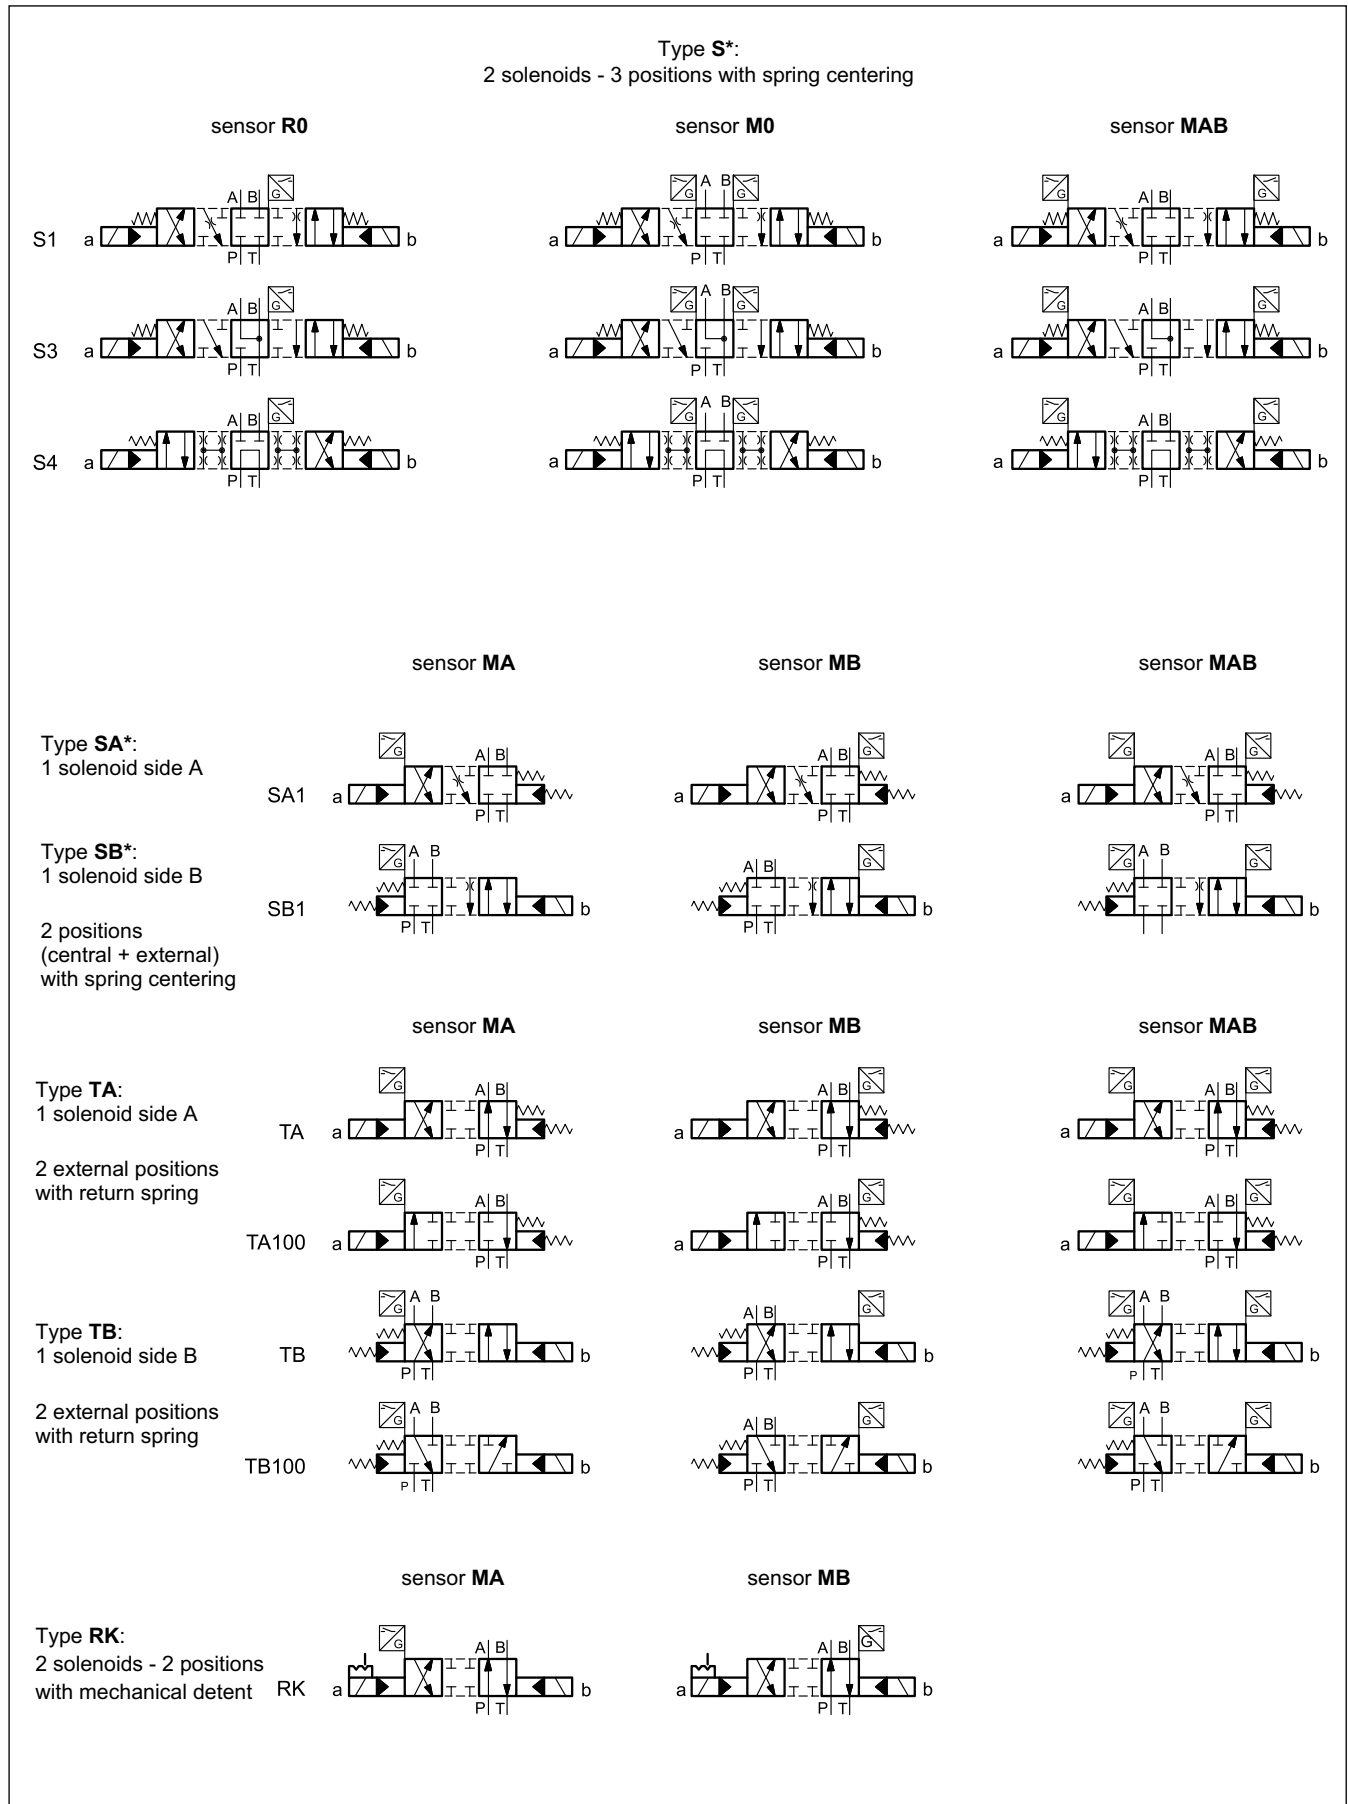 Type S*:
2 solenoids - 3 positions with spring centering
sensor R0 sensor M0 sensor MAB
A B G G A B G G A B G
S1 a b a b a b
P T P T P T
A B G G A B G G A B G
S3 a b a b a b
P T P T P T
A B G G A B G G A B G
S4 a b a b a b
P T P T P T
sensor MA sensor MB sensor MAB
Type SA*:
1 solenoid side A
G A B A B G G A B G
SA1 a a a
P T P T P T
Type SB*:
1 solenoid side B
G A B A B G G A B G
SB1 b b b
P T P T
2 positions
(central + external)
with spring centering
sensor MA sensor MB sensor MAB
Type TA:
1 solenoid side A
G A B A B G G A B G
TA a a a
P T P T P T
2 external positions
with return spring
G A B A B G G A B G
TA100 a a a
P T P T P T
Type TB:
1 solenoid side B
G A B A B G G A B G
TB b b b
P T P T P T
2 external positions
with return spring
G A B A B G G A B G
TB100 b b b
P T P T P T
sensor MA sensor MB
Type RK:
2 solenoids - 2 positions
with mechanical detent
G A B A B G
RK a b a b
P T P T